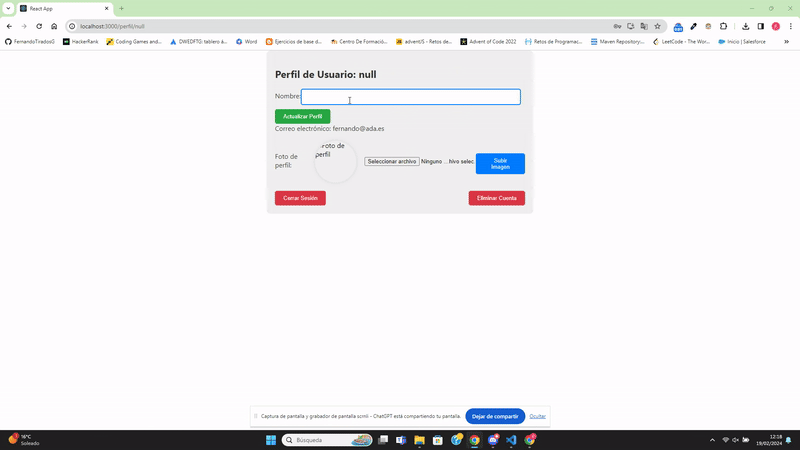 React App
localhost:3000/perfil/null
FernandoTiradosG
HackerRank
Coding Games and...
DWEDFTG: tablero á...
Word
Ejercicios de base d...
Centro De Formació...
adventJS - Retos de...
Advent of Code 2022
Retos de Programac...
Maven Repository:...
LeetCode - The Wor...
Inicio | Salesforce
Perfil de Usuario: null
Nombre:
Actualizar Perfil
Correo electrónico: fernando@ada.es
Foto de
perfil:
Foto de
perfil
Seleccionar archivo Ninguno ...hivo selec
Subir
Imagen
Cerrar Sesión
Eliminar Cuenta
Captura de pantalla y grabador de pantalla scrnli - ChatGPT está compartiendo tu pantalla.
Dejar de compartir
Ocultar
16°C
Soleado
Búsqueda
12:18
19/02/2024